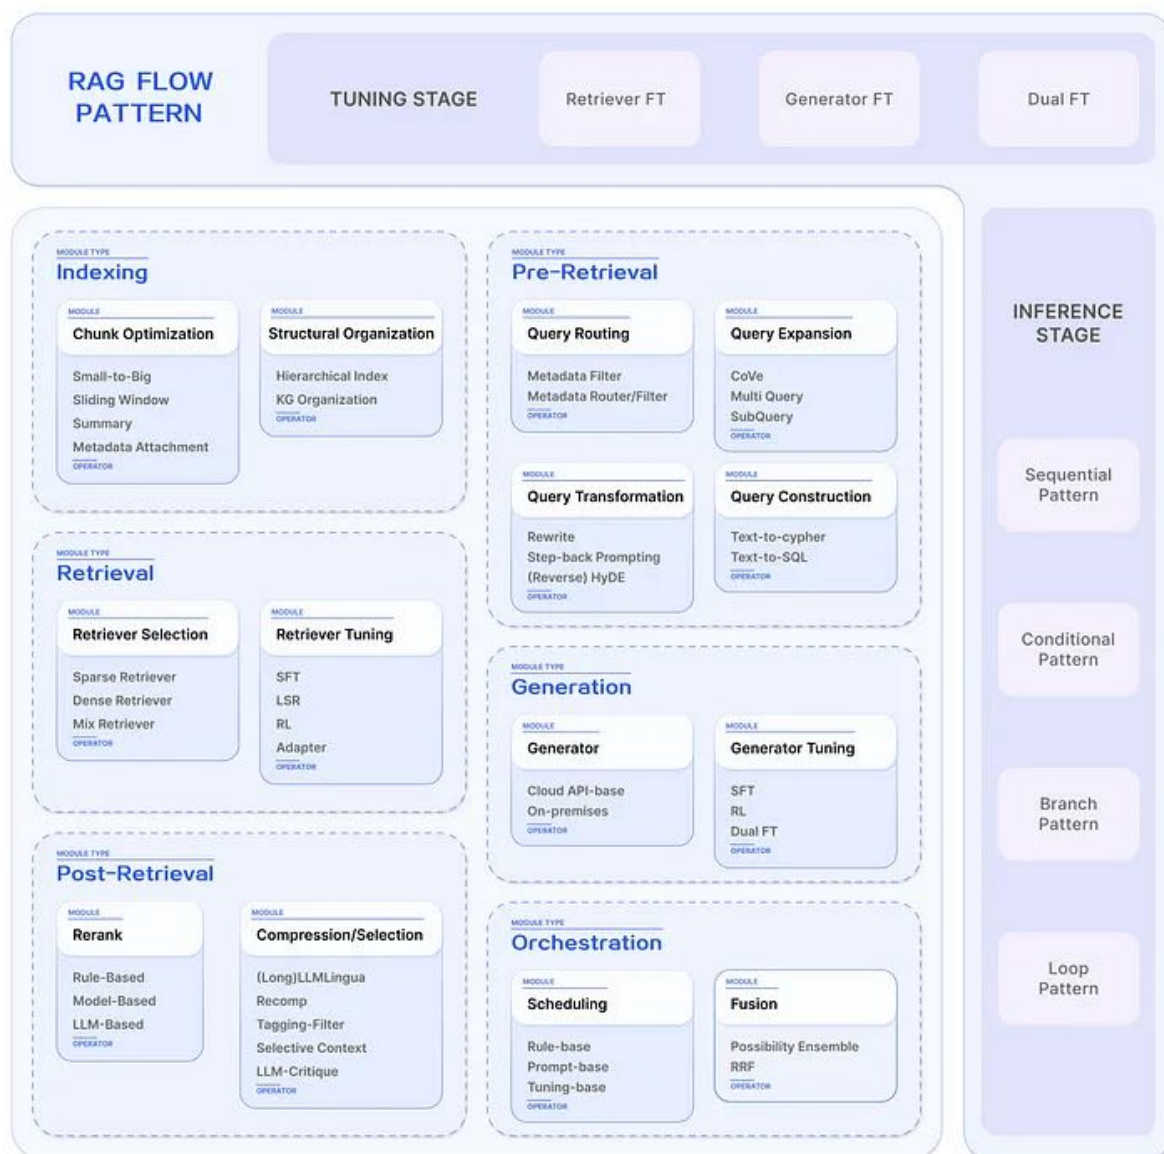 RAG FLOW
PATTERN
TUNING STAGE
Retriever FT
Generator FT
Dual FT
MODULE TYPE
Indexing
MODULE
Chunk Optimization
Small-to-Big
Sliding Window
Summary
Metadata Attachment
OPERATOR
MODULE
Structural Organization
Hierarchical Index
KG Organization
OPERATOR
MODULE TYPE
Pre-Retrieval
MODULE
Query Routing
Metadata Filter
Metadata Router/Filter
OPERATOR
MODULE
Query Expansion
CoVe
Multi Query
SubQuery
OPERATOR
MODULE
Query Transformation
Rewrite
Step-back Prompting
(Reverse) HyDE
OPERATOR
MODULE
Query Construction
Text-to-cypher
Text-to-SQL
OPERATOR
MODULE TYPE
Retrieval
MODULE
Retriever Selection
Sparse Retriever
Dense Retriever
Mix Retriever
OPERATOR
MODULE
Retriever Tuning
SFT
LSR
RL
Adapter
OPERATOR
MODULE TYPE
Generation
MODULE
Generator
Cloud API-base
On-premises
OPERATOR
MODULE
Generator Tuning
SFT
RL
Dual FT
OPERATOR
MODULE TYPE
Post-Retrieval
MODULE
Rerank
Rule-Based
Model-Based
LLM-Based
OPERATOR
MODULE
Compression/Selection
(Long)LLMLingua
Recomp
Tagging-Filter
Selective Context
LLM-Critique
OPERATOR
MODULE TYPE
Orchestration
MODULE
Scheduling
Rule-base
Prompt-base
Tuning-base
OPERATOR
MODULE
Fusion
Possibility Ensemble
RRF
OPERATOR
INFERENCE
STAGE
Sequential
Pattern
Conditional
Pattern
Branch
Pattern
Loop
Pattern